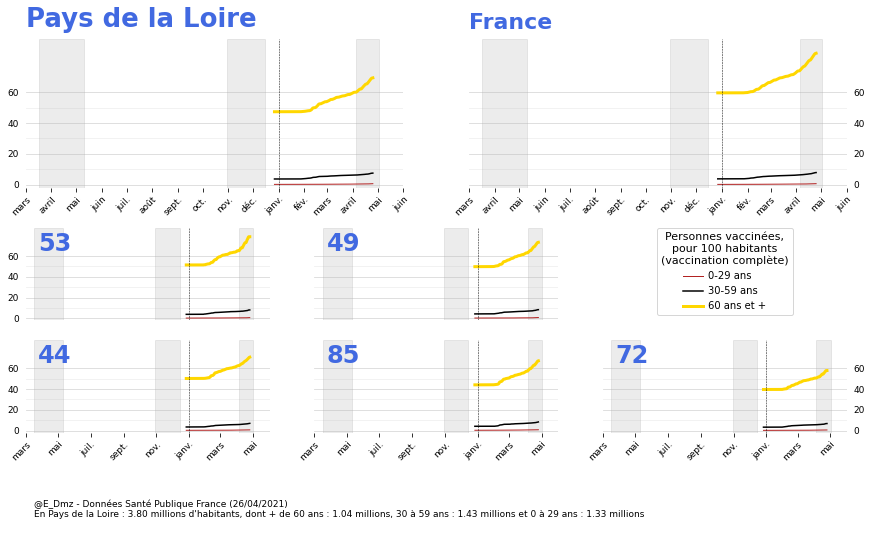 Pays de la Loire
France
60
40
20
0
60
40
20
0
mars avril mai juin juil. août sept. oct. nov. déc. janv. fév. mars avril mai juin
mars avril mai juin juil. août sept. oct. nov. déc. janv. fév. mars avril mai juin
53
49
60
40
20
0
Personnes vaccinées,
pour 100 habitants
(vaccination complète)
0-29 ans
30-59 ans
60 ans et +
44
85
72
60
40
20
0
60
40
20
0
mars mai juil. sept. nov. janv. mars mai
mars mai juil. sept. nov. janv. mars mai
mars mai juil. sept. nov. janv. mars mai
@E_Dmz - Données Santé Publique France (26/04/2021)
En Pays de la Loire : 3.80 millions d'habitants, dont + de 60 ans : 1.04 millions, 30 à 59 ans : 1.43 millions et 0 à 29 ans : 1.33 millions